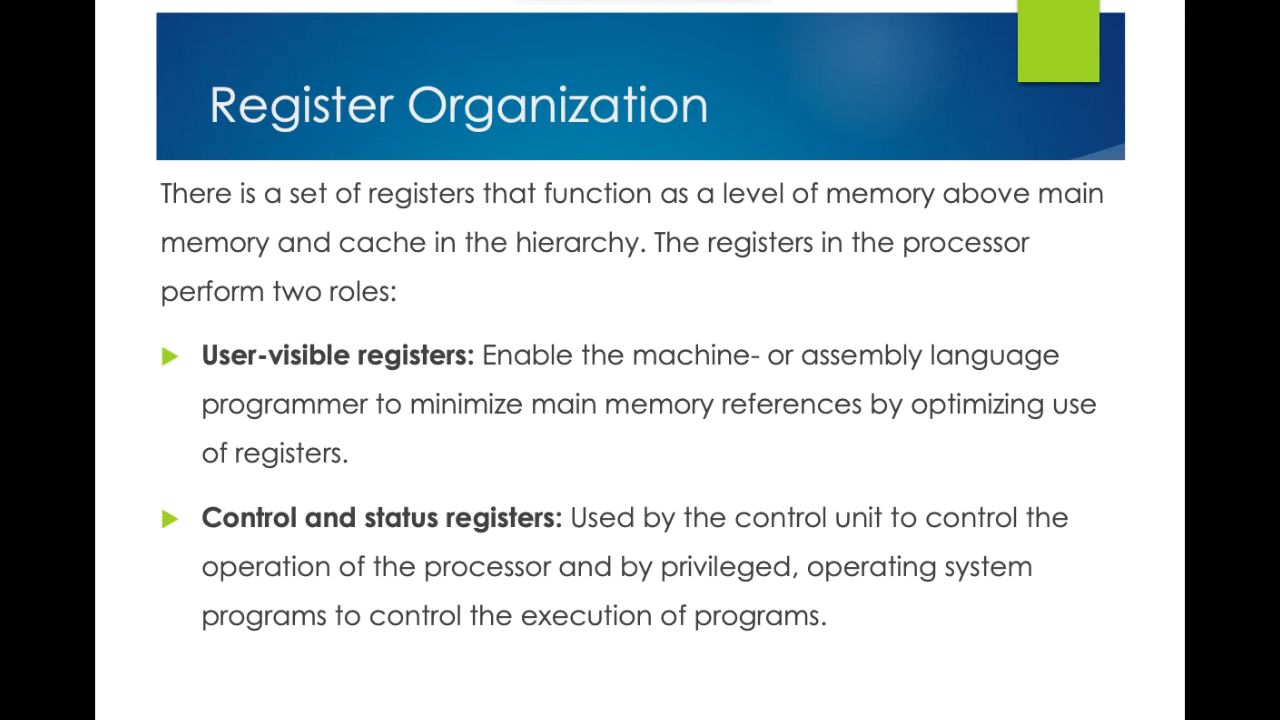 Register Organization
There is a set of registers that function as a level of memory above main
memory and cache in the hierarchy. The registers in the processor
perform two roles:
User-visible registers: Enable the machine- or assembly language
programmer to minimize main memory references by optimizing use
of registers.
Control and status registers: Used by the control unit to control the
operation of the processor and by privileged, operating system
programs to control the execution of programs.